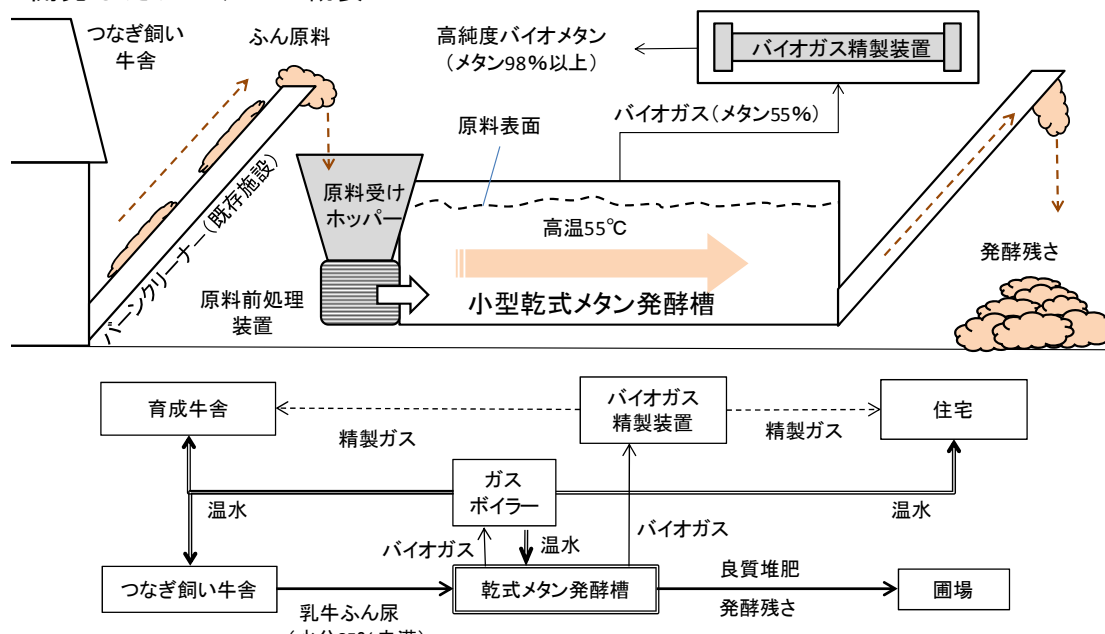 つなぎ飼い
牛舎
ふん原料
高純度バイオメタン
（メタン98%以上）
バイオガス精製装置
バイオガス（メタン55%）
原料表面
原料受け
ホッパー
高温55℃
バーンクリーナー（既存施設）
原料前処理
装置
小型乾式メタン発酵槽
発酵残さ
育成牛舎
バイオガス
精製装置
住宅
精製ガス
精製ガス
ガス
ボイラー
温水
温水
バイオガス
温水
バイオガス
つなぎ飼い牛舎
乾式メタン発酵槽
良質堆肥
発酵残さ
圃場
乳牛ふん尿